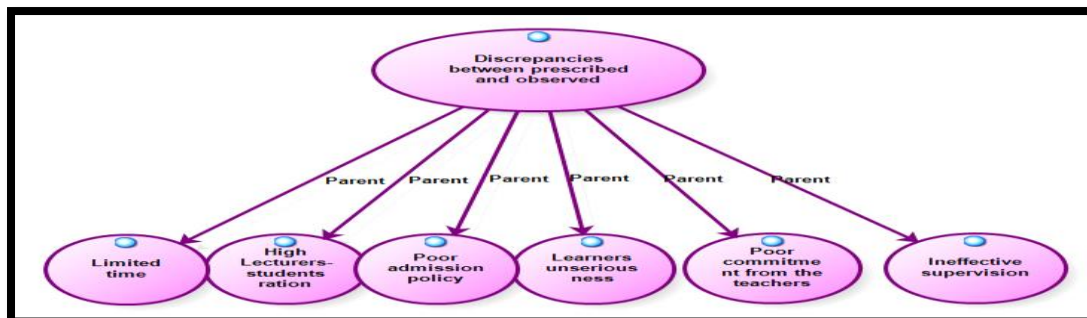 Discrepancies
between prescribed
and observed
Parent
Parent
Parent
Parent
Parent
Parent
Limited
time
High
Lecturers-
students
ration
Poor
admission
policy
Learners
unserious
ness
Poor
commitme
nt from the
teachers
Ineffective
supervision